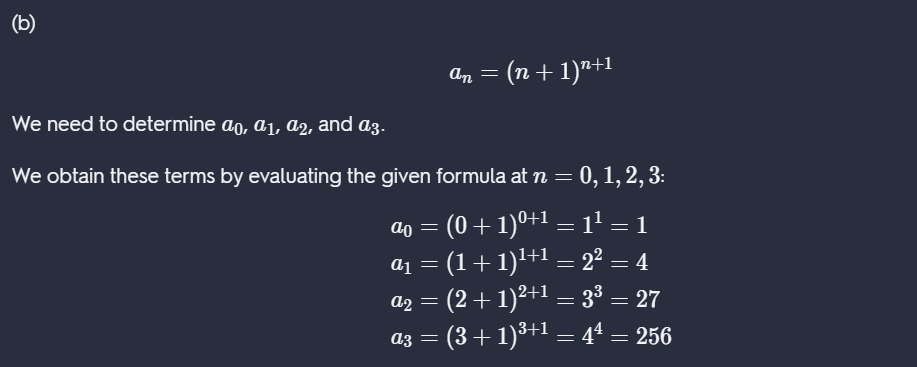 (b)
aₙ = (n + 1)ⁿ⁺¹
We need to determine a₀, a₁, a₂, and a₃.
We obtain these terms by evaluating the given formula at n = 0, 1, 2, 3:
a₀ = (0 + 1)⁰⁺¹ = 1¹ = 1
a₁ = (1 + 1)¹⁺¹ = 2² = 4
a₂ = (2 + 1)²⁺¹ = 3³ = 27
a₃ = (3 + 1)³⁺¹ = 4⁴ = 256